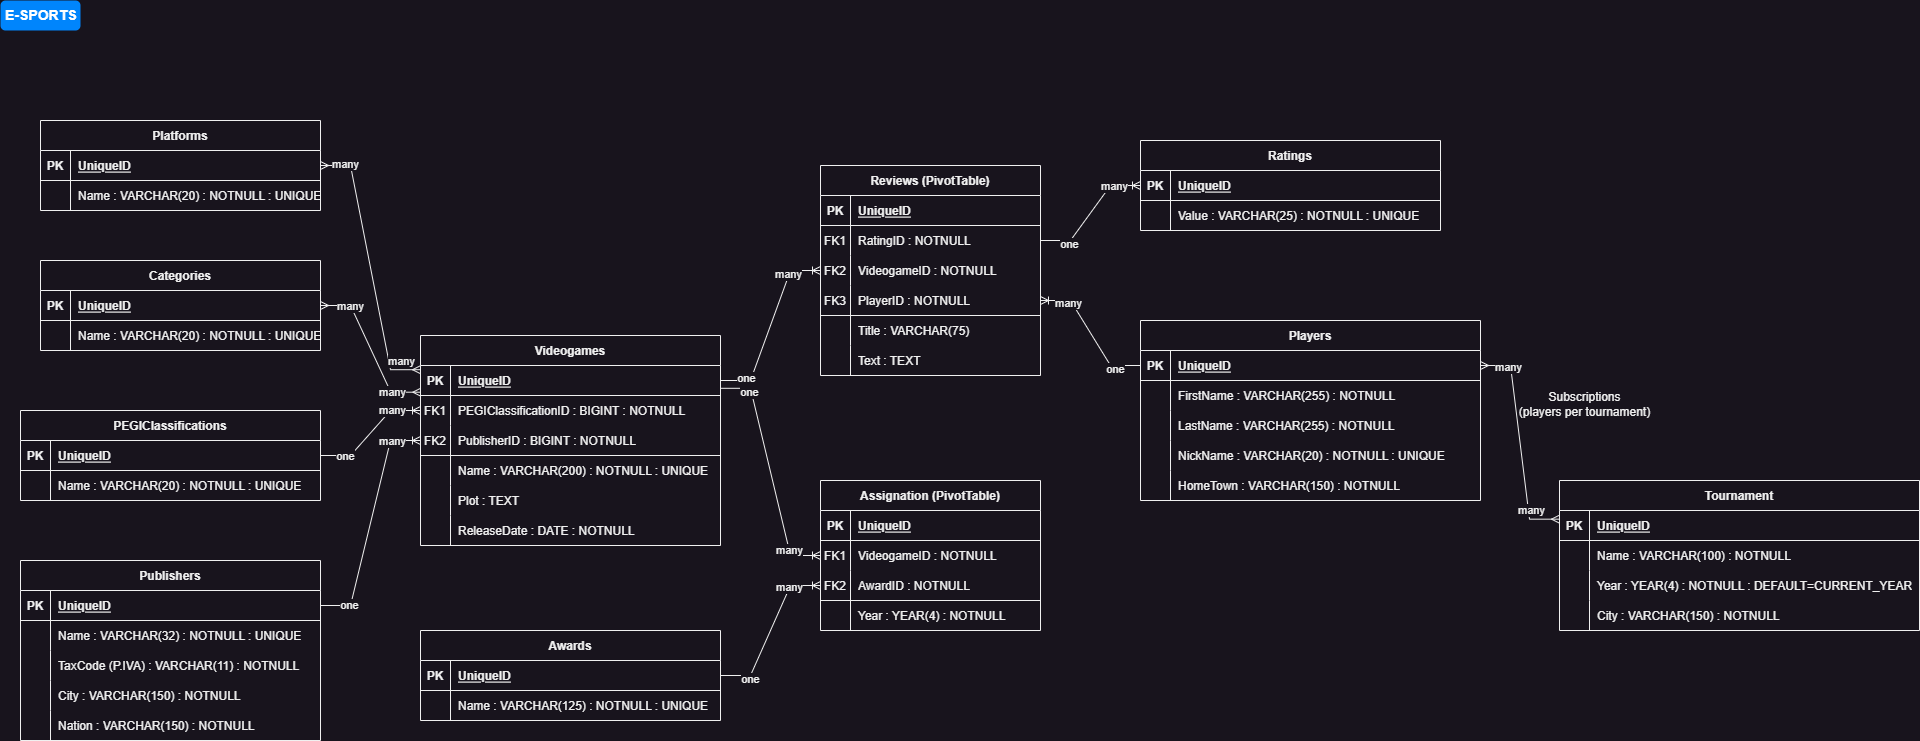 E-SPORTS
Platforms
PK UniqueID
Name : VARCHAR(20) : NOTNULL : UNIQUE
many
many
Categories
PK UniqueID
Name : VARCHAR(20) : NOTNULL : UNIQUE
many
many
PEGIClassifications
PK UniqueID
Name : VARCHAR(20) : NOTNULL : UNIQUE
one
many
Publishers
PK UniqueID
Name : VARCHAR(32) : NOTNULL : UNIQUE
TaxCode (P.IVA) : VARCHAR(11) : NOTNULL
City : VARCHAR(150) : NOTNULL
Nation : VARCHAR(150) : NOTNULL
one
many
Videogames
PK UniqueID
FK1 PEGIClassificationID : BIGINT : NOTNULL
FK2 PublisherID : BIGINT : NOTNULL
Name : VARCHAR(200) : NOTNULL : UNIQUE
Plot : TEXT
ReleaseDate : DATE : NOTNULL
one
many
one
many
Awards
PK UniqueID
Name : VARCHAR(125) : NOTNULL : UNIQUE
one
many
Reviews (PivotTable)
PK UniqueID
FK1 RatingID : NOTNULL
FK2 VideogameID : NOTNULL
FK3 PlayerID : NOTNULL
Title : VARCHAR(75)
Text : TEXT
one
many
many
one
Assignation (PivotTable)
PK UniqueID
FK1 VideogameID : NOTNULL
FK2 AwardID : NOTNULL
Year : YEAR(4) : NOTNULL
Ratings
PK UniqueID
Value : VARCHAR(25) : NOTNULL : UNIQUE
Players
PK UniqueID
FirstName : VARCHAR(255) : NOTNULL
LastName : VARCHAR(255) : NOTNULL
NickName : VARCHAR(20) : NOTNULL : UNIQUE
HomeTown : VARCHAR(150) : NOTNULL
many
Subscriptions
(players per tournament)
many
Tournament
PK UniqueID
Name : VARCHAR(100) : NOTNULL
Year : YEAR(4) : NOTNULL : DEFAULT=CURRENT_YEAR
City : VARCHAR(150) : NOTNULL